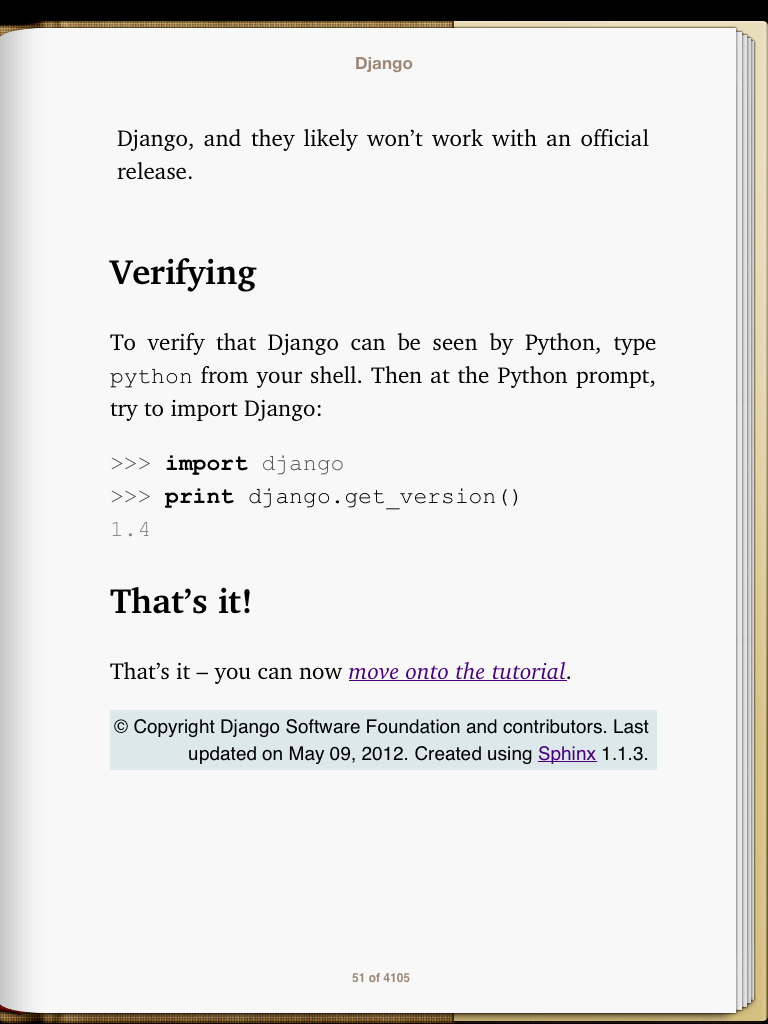 Django
Django, and they likely won’t work with an official
release.
Verifying
To verify that Django can be seen by Python, type
python from your shell. Then at the Python prompt,
try to import Django:
>>> import django
>>> print django.get_version()
1.4
That’s it!
That’s it – you can now move onto the tutorial.
© Copyright Django Software Foundation and contributors. Last
updated on May 09, 2012. Created using Sphinx 1.1.3.
51 of 4105